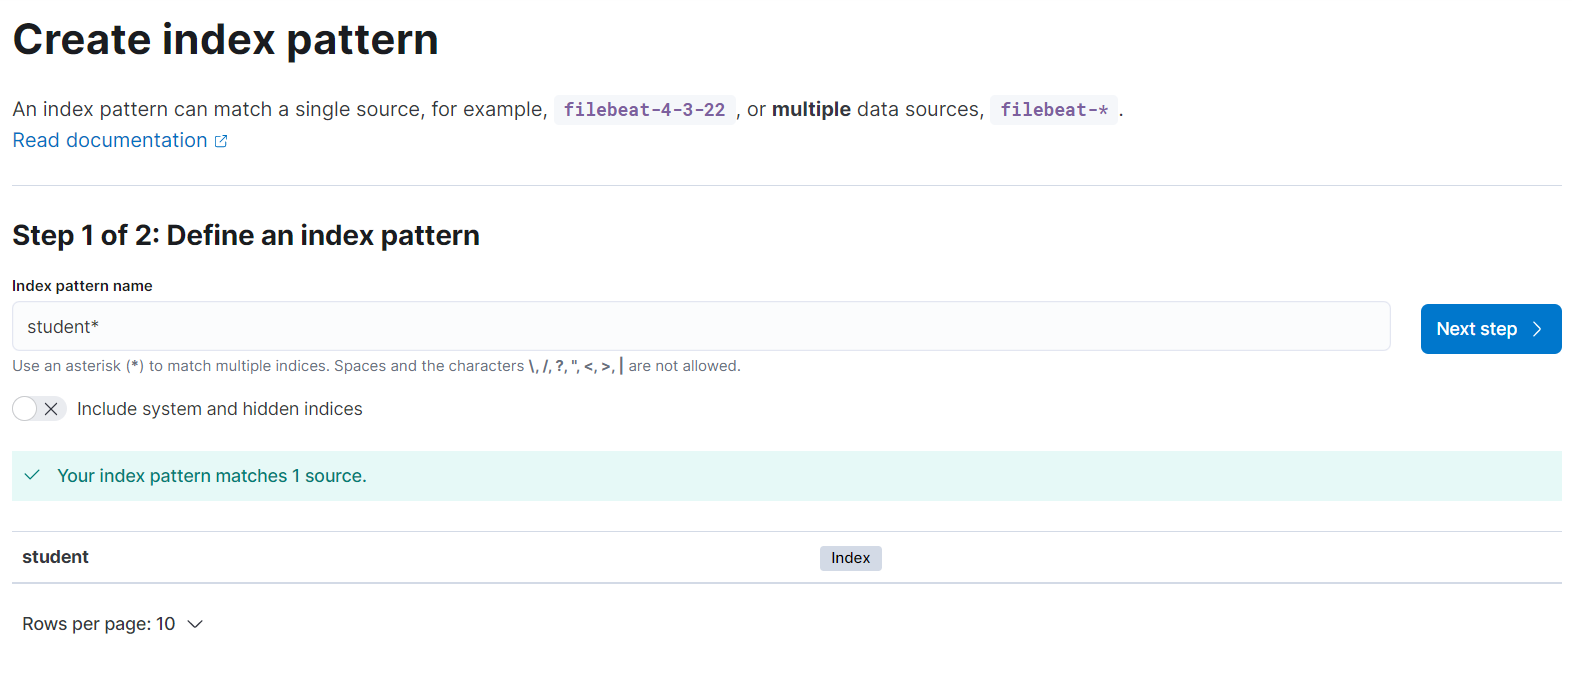 Create index pattern
An index pattern can match a single source, for example, filebeat-4-3-22 , or multiple data sources, filebeat-* .
Read documentation
Step 1 of 2: Define an index pattern
Index pattern name
student*
Next step
Use an asterisk (*) to match multiple indices. Spaces and the characters \, /, ?, ", <, >, | are not allowed.
Include system and hidden indices
Your index pattern matches 1 source.
student Index
Rows per page: 10